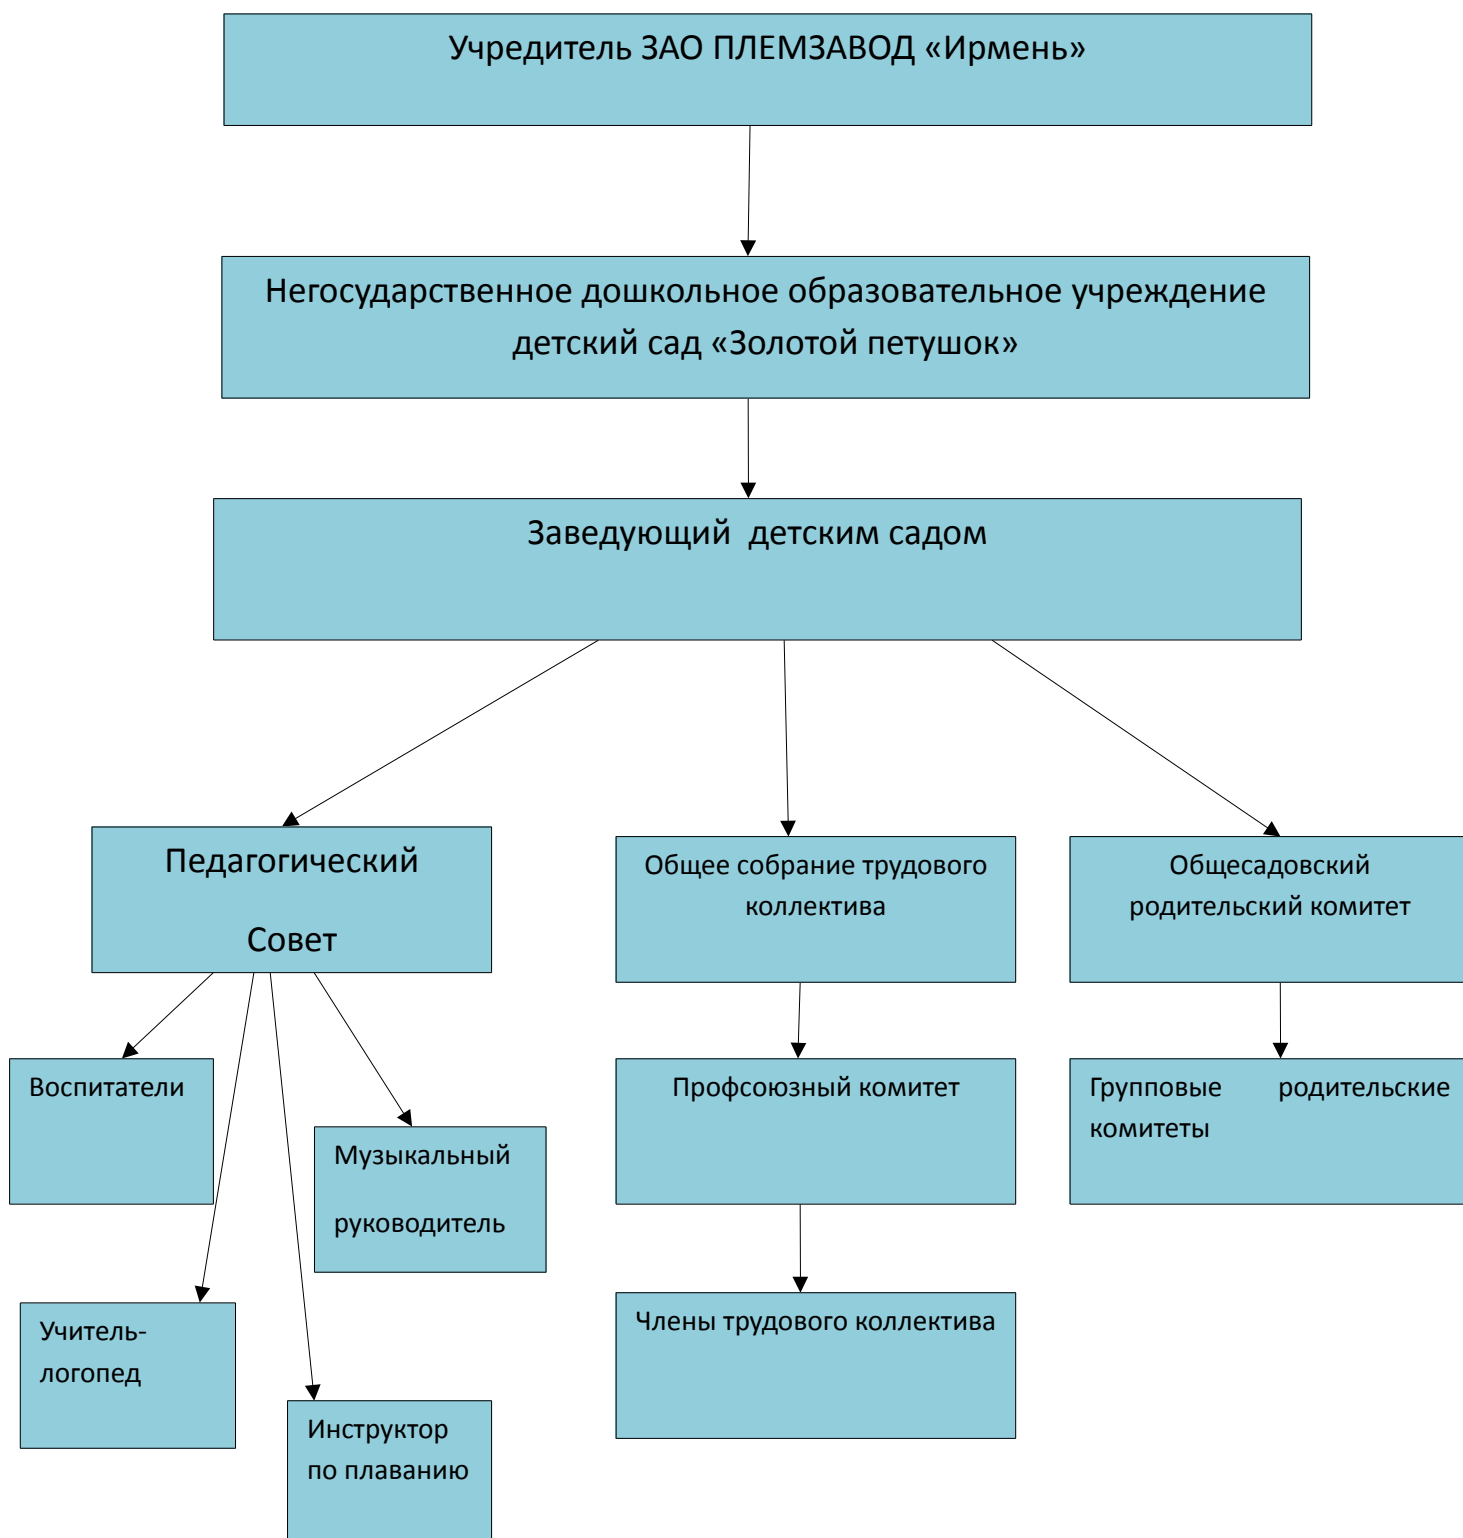 Учредитель ЗАО ПЛЕМЗАВОД «Ирмень»
Негосударственное дошкольное образовательное учреждение
детский сад «Золотой петушок»
Заведующий детским садом
Педагогический
Совет
Общее собрание трудового
коллектива
Общесадовский
родительский комитет
Воспитатели
Профсоюзный комитет
Групповые родительские
комитеты
Музыкальный
руководитель
Учитель-
логопед
Члены трудового коллектива
Инструктор
по плаванию